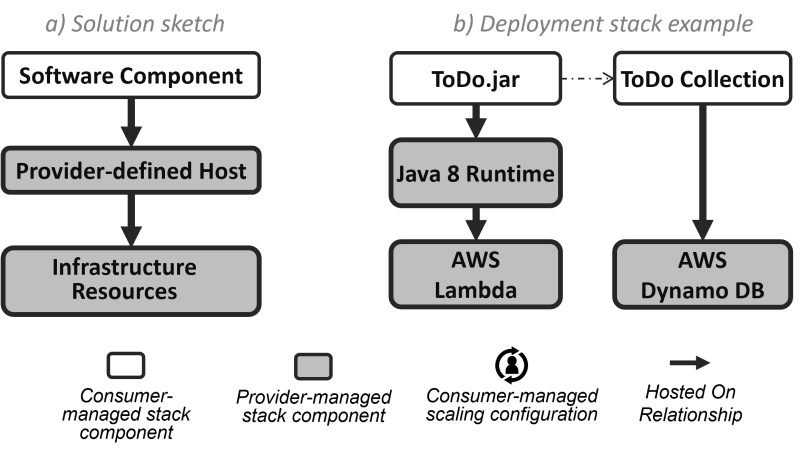 a) Solution sketch
Software Component
Provider-defined Host
Infrastructure
Resources
b) Deployment stack example
ToDo.jar
ToDo Collection
Java 8 Runtime
AWS
Lambda
AWS
Dynamo DB
Consumer-
managed stack
component
Provider-managed
stack component
Consumer-managed
scaling configuration
Hosted On
Relationship